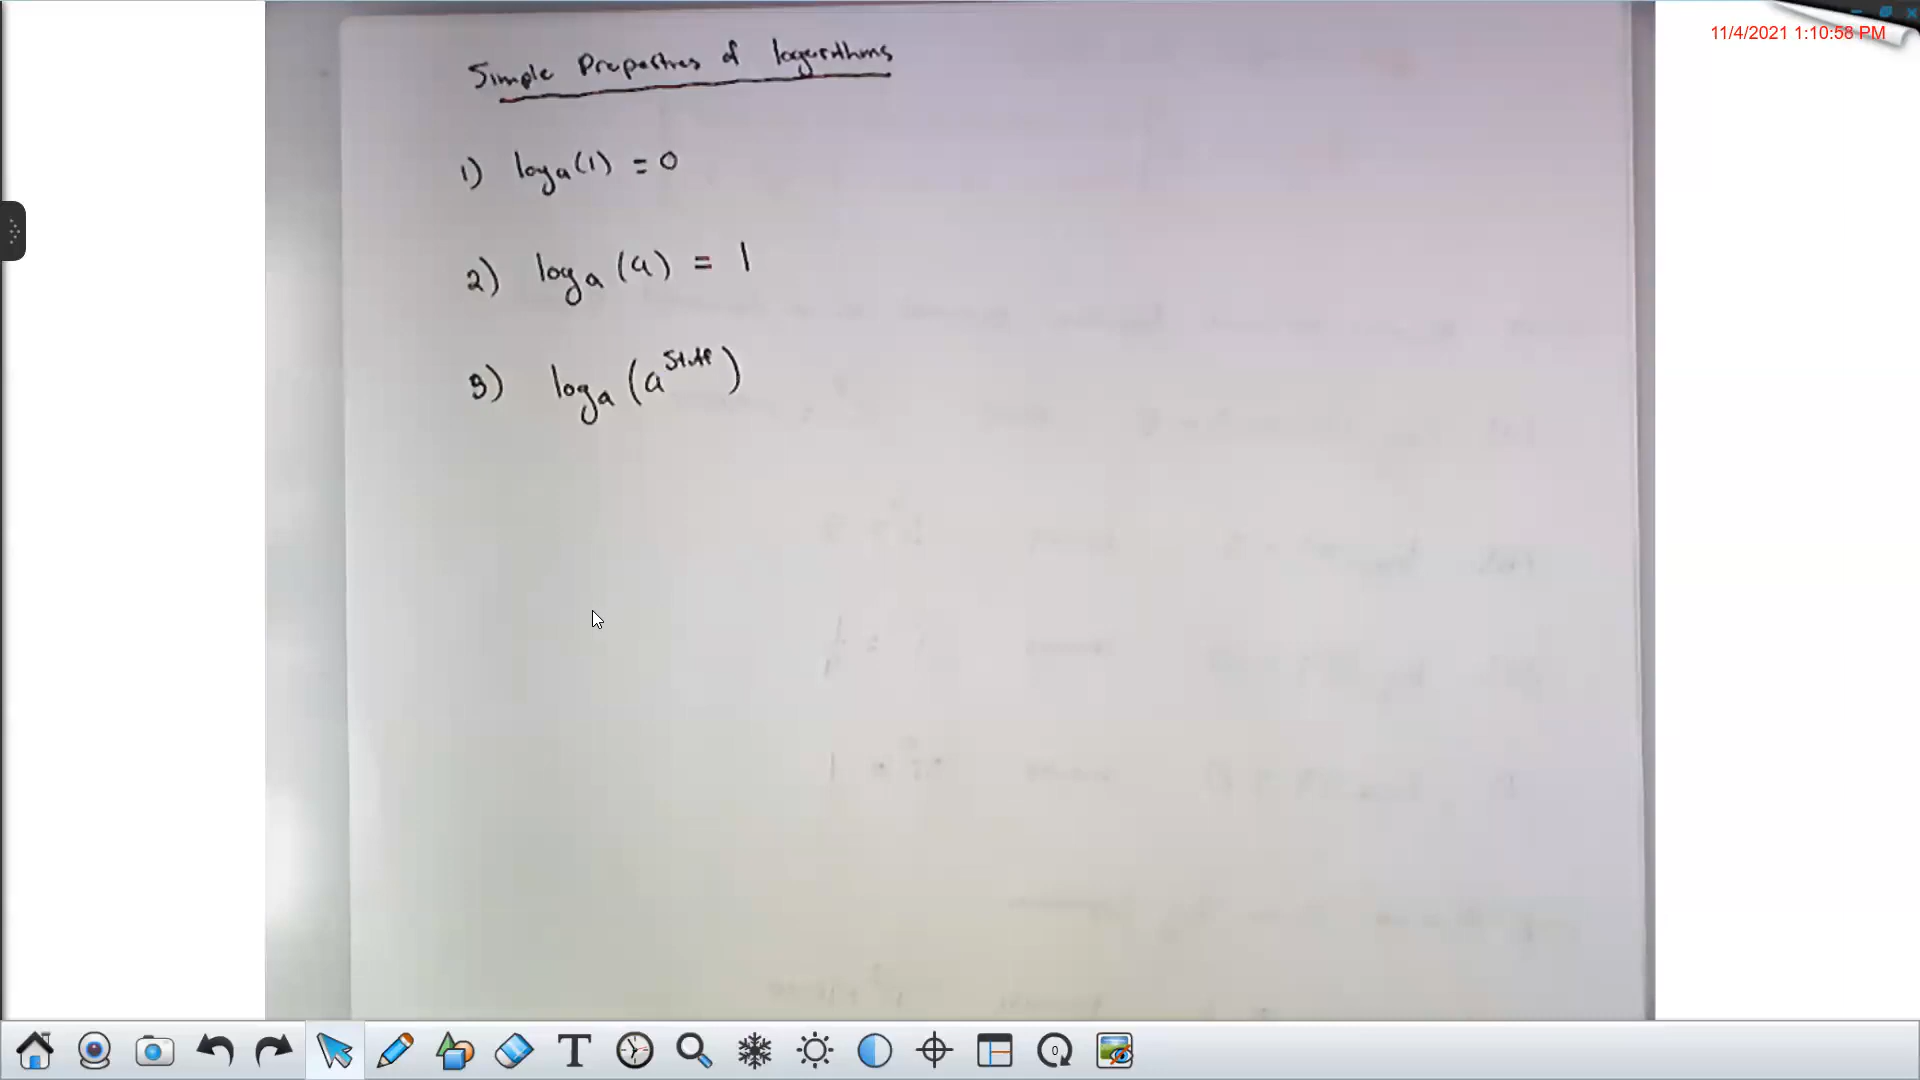 11/4/2021 1:10:58 PM
Simple Properties of logarithms
1) logₐ(1) = 0
2) logₐ(a) = 1
3) logₐ(a^stuff)